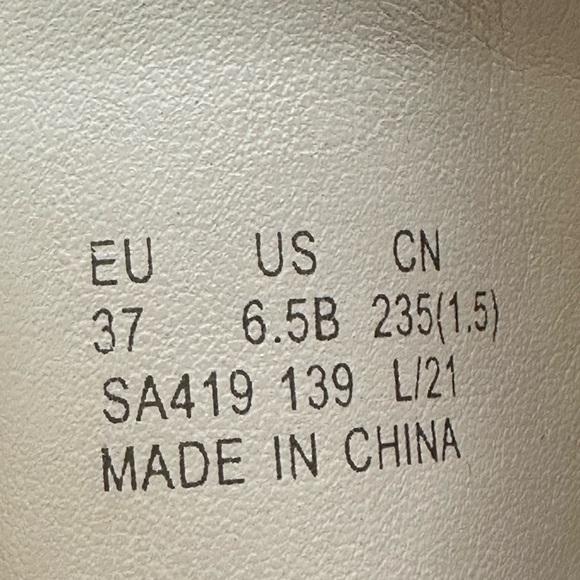 EU US CN
37 6.5B 235(1.5)
SA419 139 L/21
MADE IN CHINA